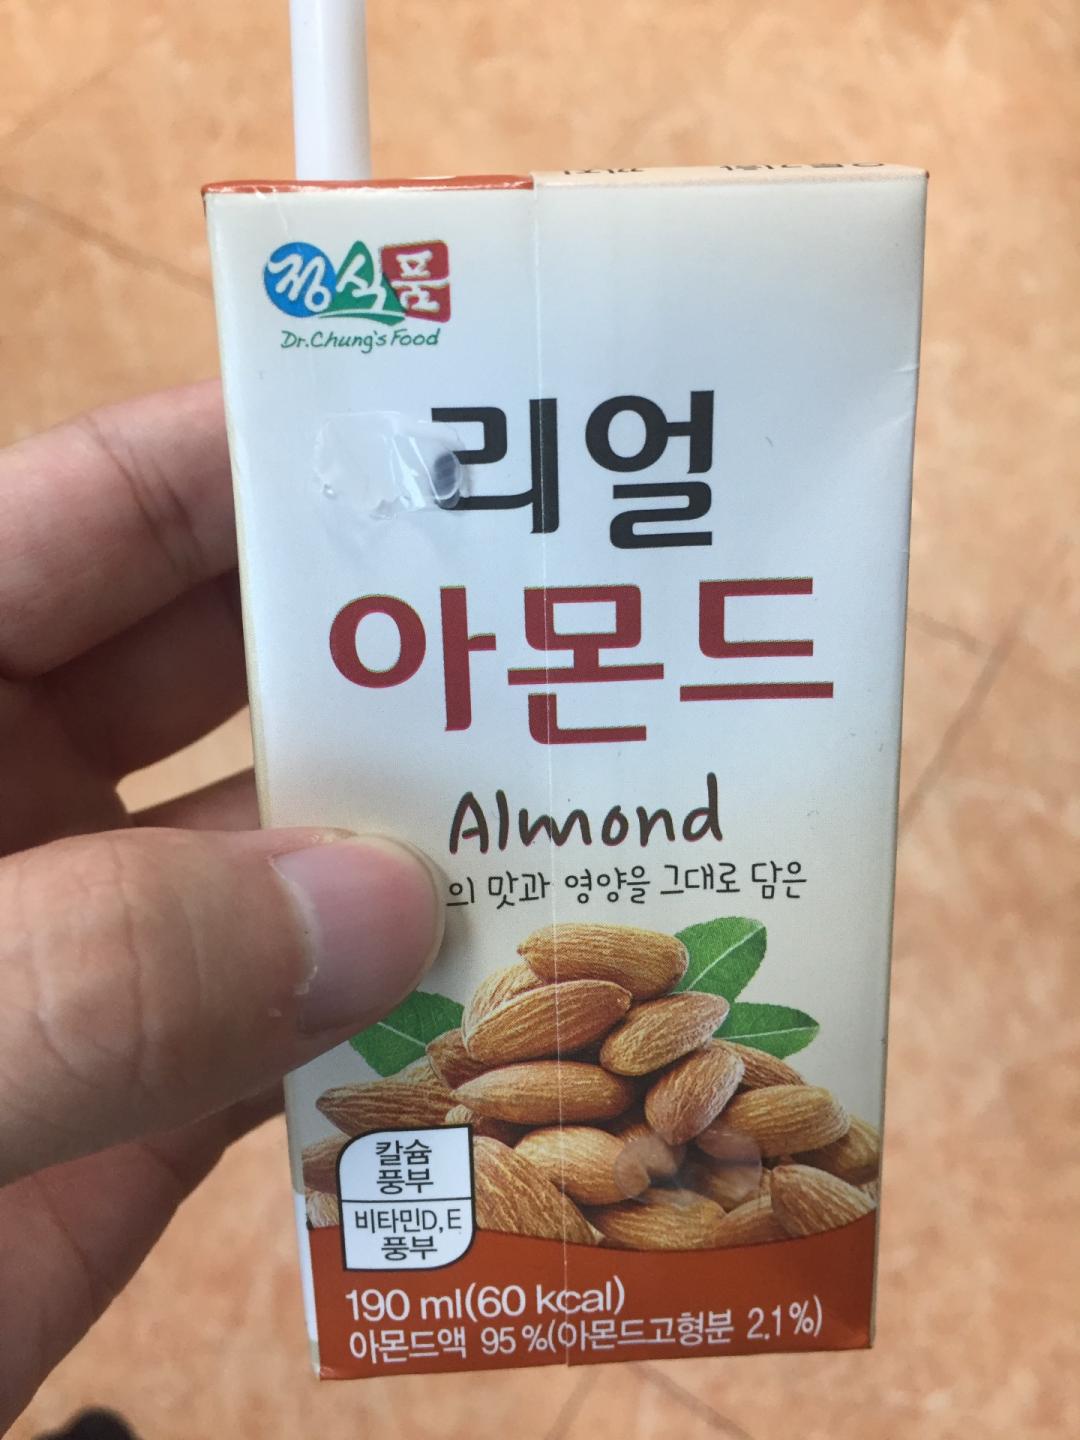 정식품
Dr.Chung's Food
리얼
아몬드
Almond
의 맛과 영양을 그대로 담은
칼슘
풍부
비타민D,E
풍부
190 ml(60 kcal)
아몬드액 95%(아몬드고형분 2.1%)